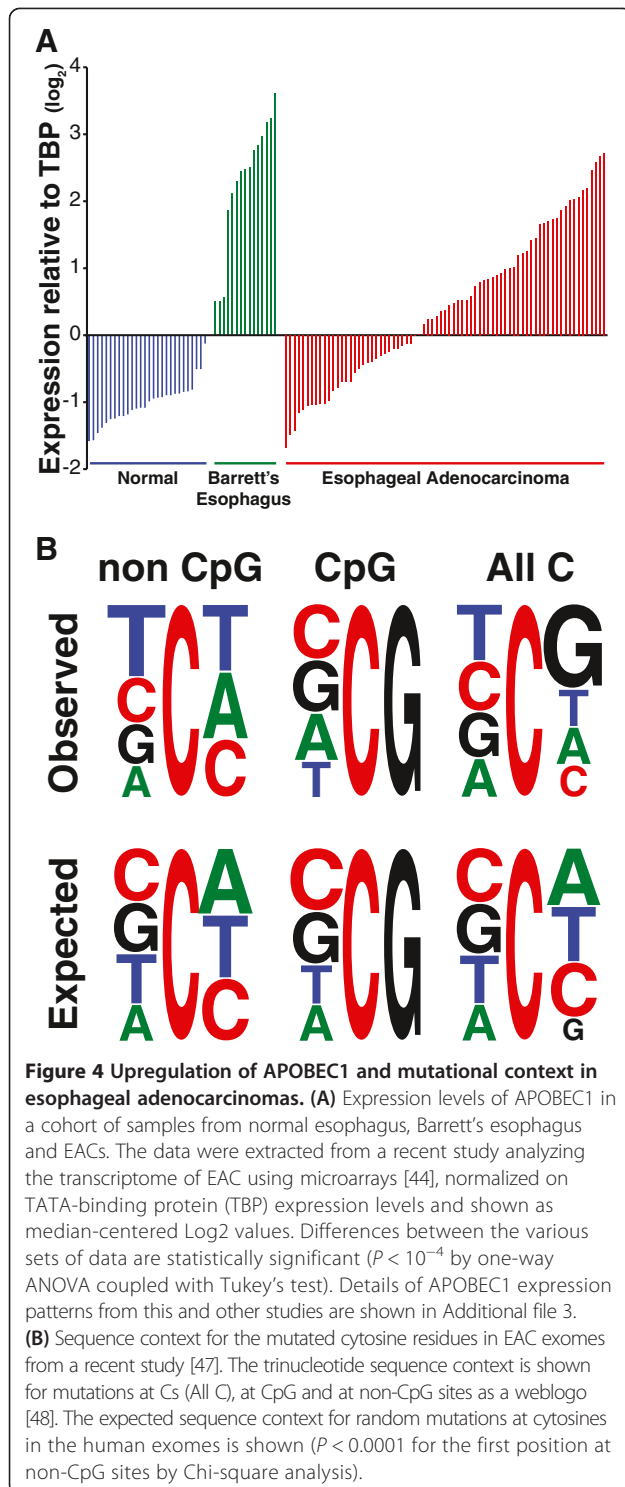 A
Expression relative to TBP (log₂)
4
3
2
1
0
-1
-2
Normal
Barrett's
Esophagus
Esophageal Adenocarcinoma
B
non CpG
CpG
All C
Observed
T
C
G
A
C
T
A
C
C
G
A
T
C
G
T
C
G
A
C
G
T
A
C
Expected
C
G
T
A
C
A
T
C
C
G
T
A
C
G
C
G
T
A
C
A
T
C
G
Figure 4 Upregulation of APOBEC1 and mutational context in
esophageal adenocarcinomas. (A) Expression levels of APOBEC1 in
a cohort of samples from normal esophagus, Barrett's esophagus
and EACs. The data were extracted from a recent study analyzing
the transcriptome of EAC using microarrays [44], normalized on
TATA-binding protein (TBP) expression levels and shown as
median-centered Log2 values. Differences between the various
sets of data are statistically significant (P < 10⁻⁴ by one-way
ANOVA coupled with Tukey's test). Details of APOBEC1 expression
patterns from this and other studies are shown in Additional file 3.
(B) Sequence context for the mutated cytosine residues in EAC exomes
from a recent study [47]. The trinucleotide sequence context is shown
for mutations at Cs (All C), at CpG and at non-CpG sites as a weblogo
[48]. The expected sequence context for random mutations at cytosines
in the human exomes is shown (P < 0.0001 for the first position at
non-CpG sites by Chi-square analysis).